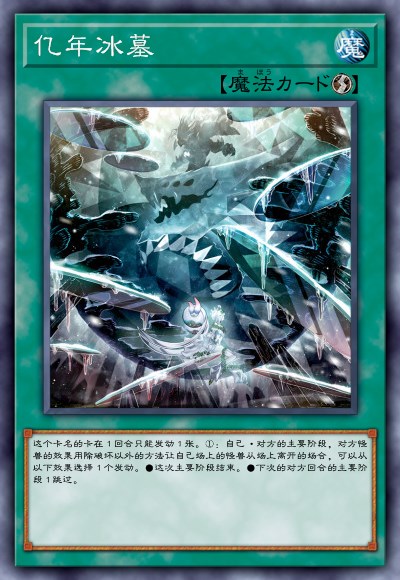 亿年冰墓
魔
【魔法カード】
まほう
这个卡名的卡在1回合只能发动1张。①：自己·对方的主要阶段，对方怪
兽的效果用除破坏以外的方法让自己场上的怪兽从场上离开的场合，可以从
以下效果选择1个发动。●这次主要阶段结束。●下次的对方回合的主要阶
段1跳过。